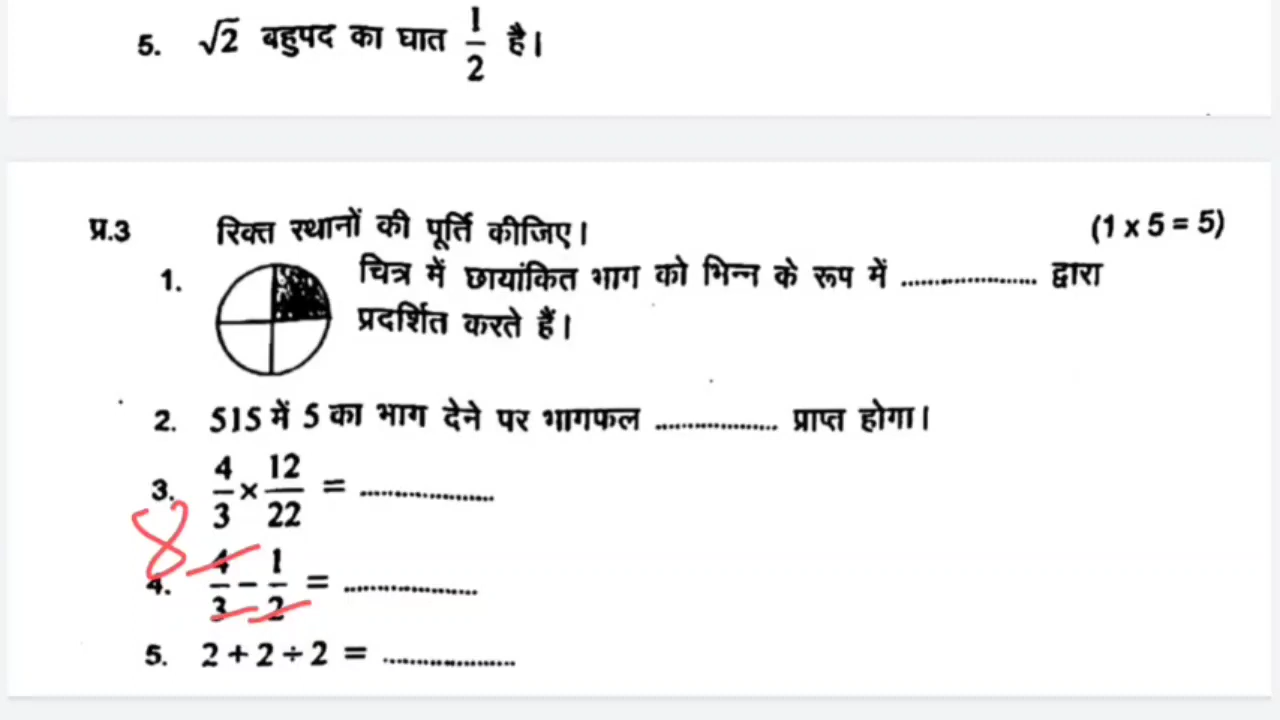 5. √2 बहुपद का घात 1/2 है।
प्र.3 रिक्त स्थानों की पूर्ति कीजिए। (1 x 5 = 5)
1. चित्र में छायांकित भाग को भिन्न के रूप में .................... द्वारा
प्रदर्शित करते हैं।
2. 515 में 5 का भाग देने पर भागफल .................. प्राप्त होगा।
3. 4/3 × 12/22 = ....................
8
4. 4/3 − 1/2 = ....................
5. 2 + 2 ÷ 2 = ....................